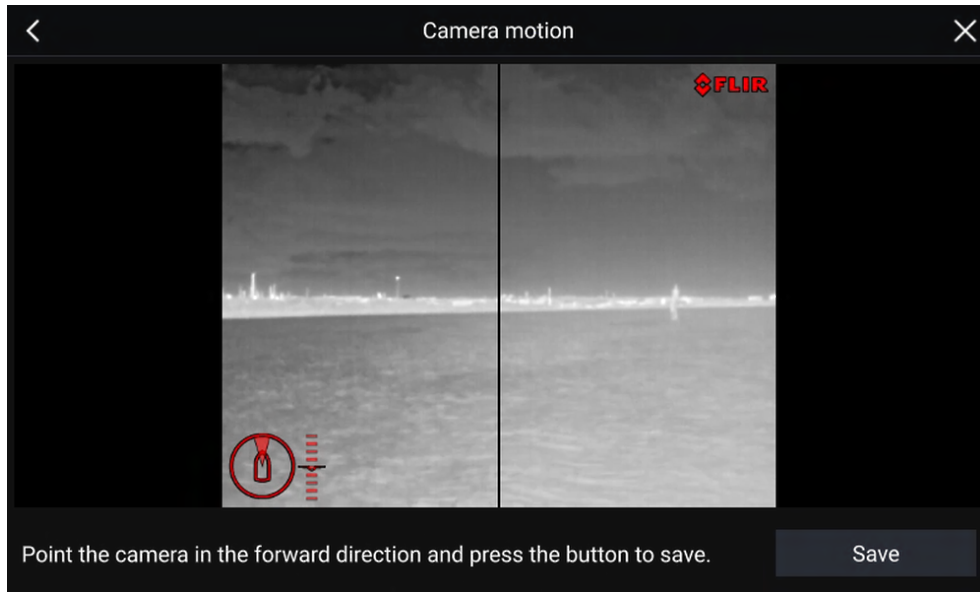 Camera motion
FLIR
Point the camera in the forward direction and press the button to save.
Save